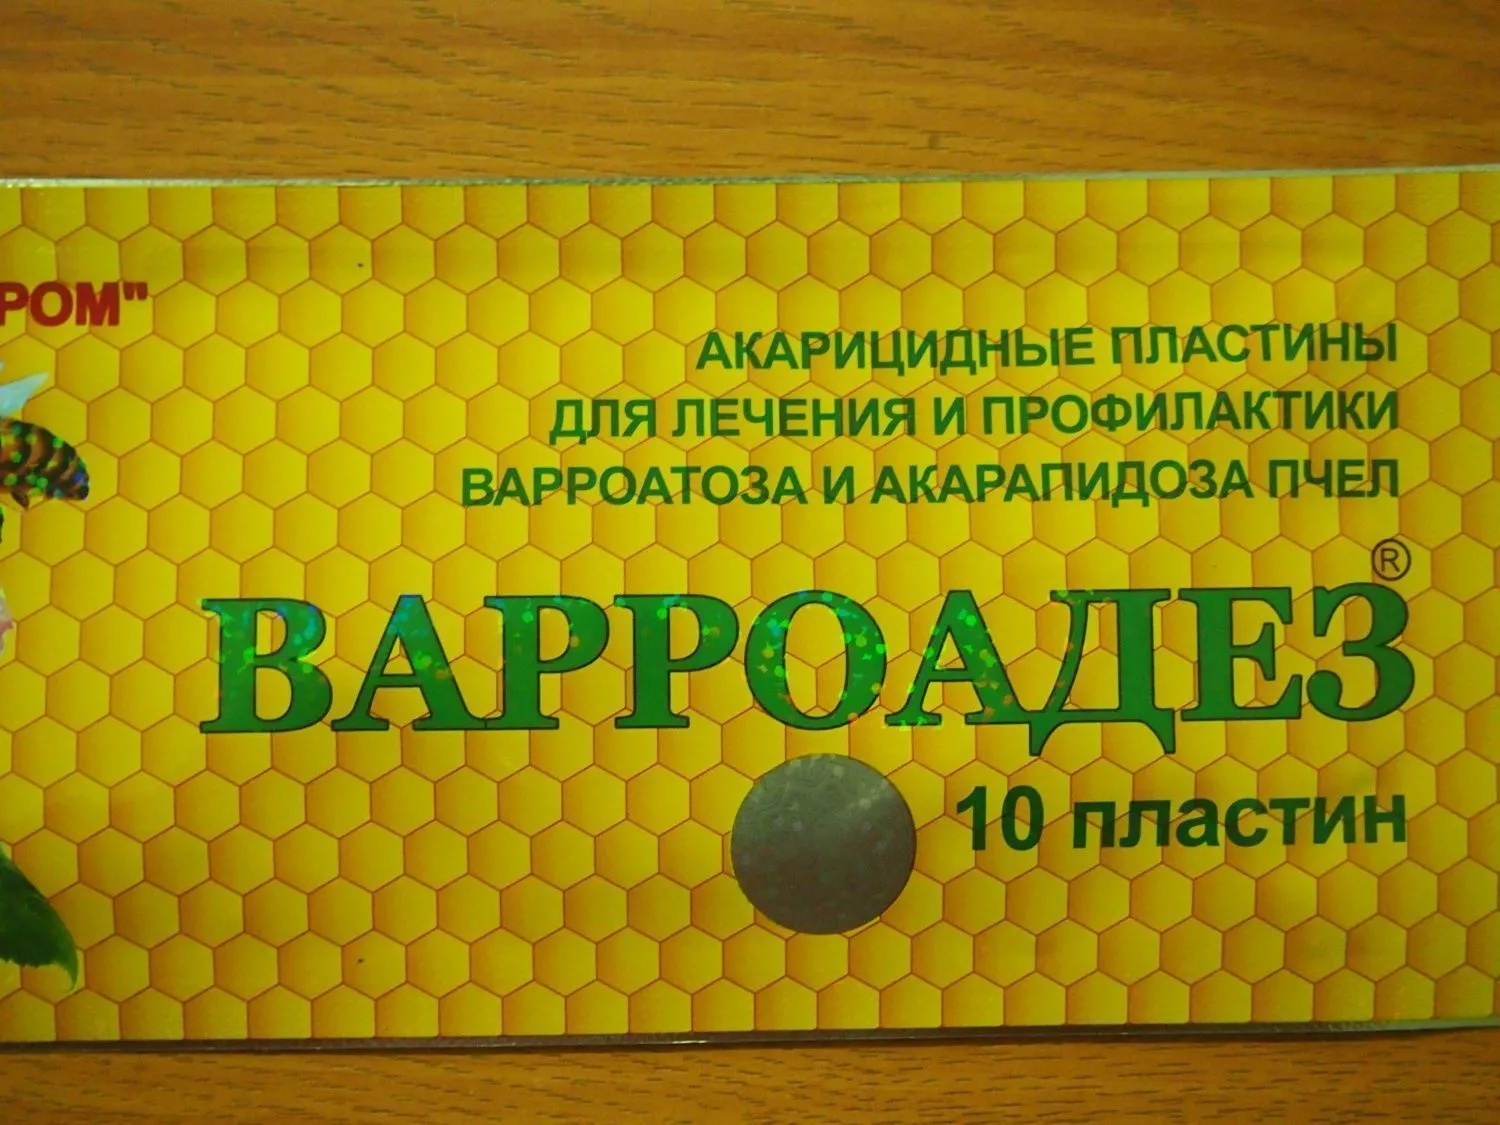 РОМ"
АКАРИЦИДНЫЕ ПЛАСТИНЫ
ДЛЯ ЛЕЧЕНИЯ И ПРОФИЛАКТИКИ
ВАРРОАТОЗА И АКАРАПИДОЗА ПЧЕЛ
ВАРРОАДЕЗ®
10 пластин